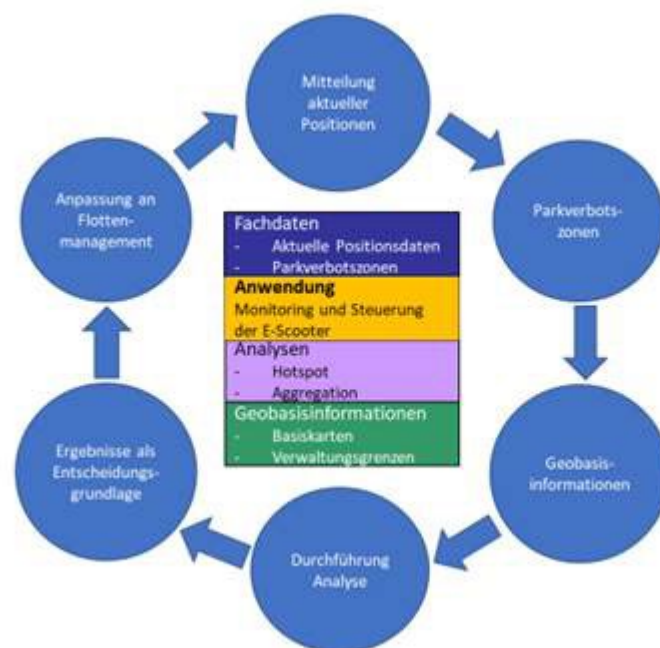 Mitteilung
aktueller
Positionen
Parkverbots-
zonen
Geobasis-
informationen
Durchführung
Analyse
Ergebnisse als
Entscheidungs-
grundlage
Anpassung an
Flotten-
management
Fachdaten
- Aktuelle Positionsdaten
- Parkverbotszonen
Anwendung
Monitoring und Steuerung
der E-Scooter
Analysen
- Hotspot
- Aggregation
Geobasisinformationen
- Basiskarten
- Verwaltungsgrenzen